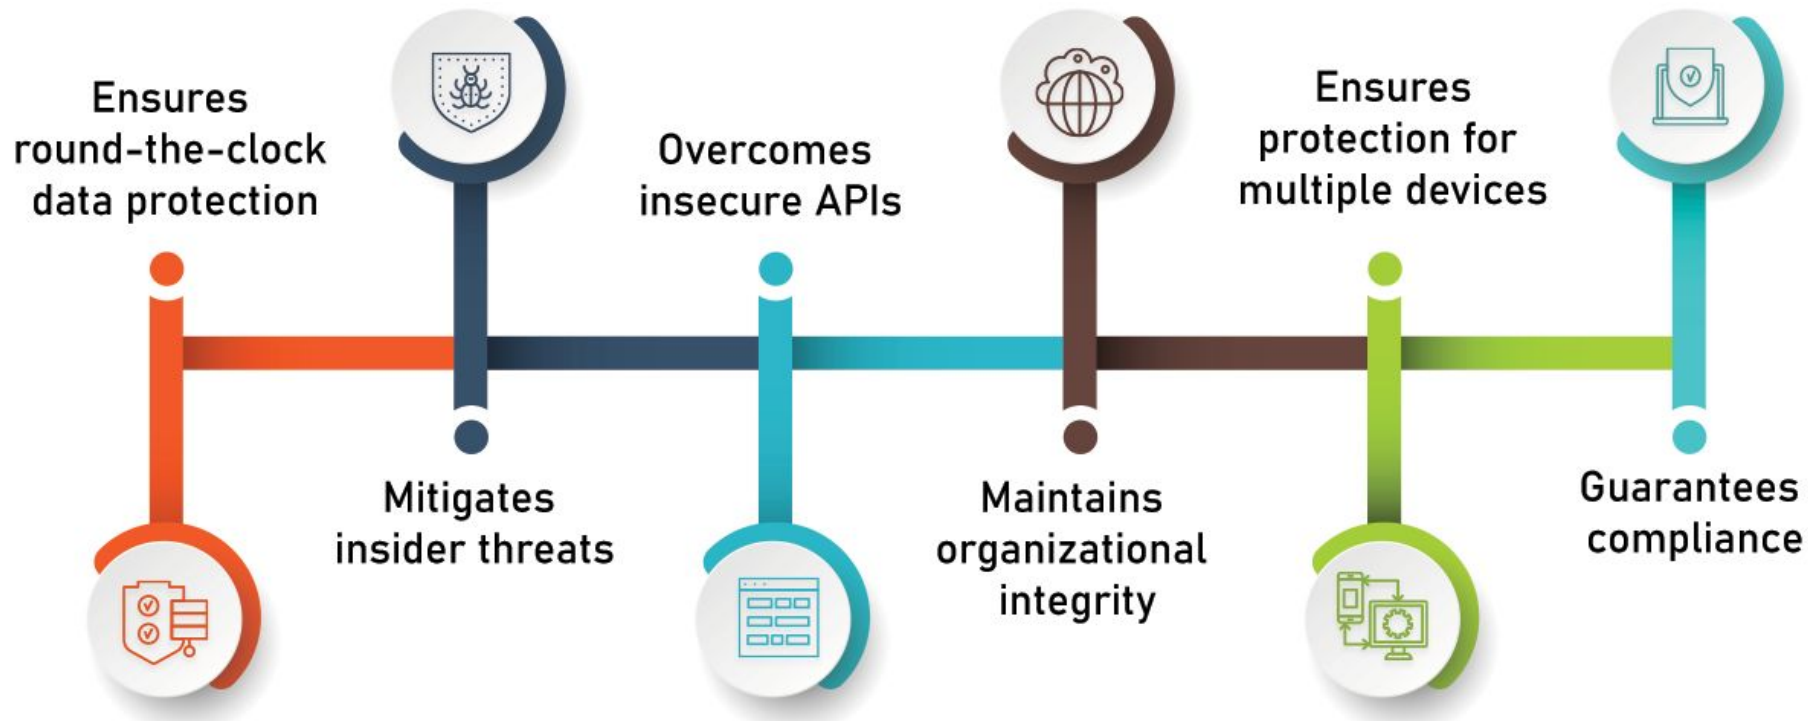 Ensures
round-the-clock
data protection
Mitigates
insider threats
Overcomes
insecure APIs
Maintains
organizational
integrity
Ensures
protection for
multiple devices
Guarantees
compliance